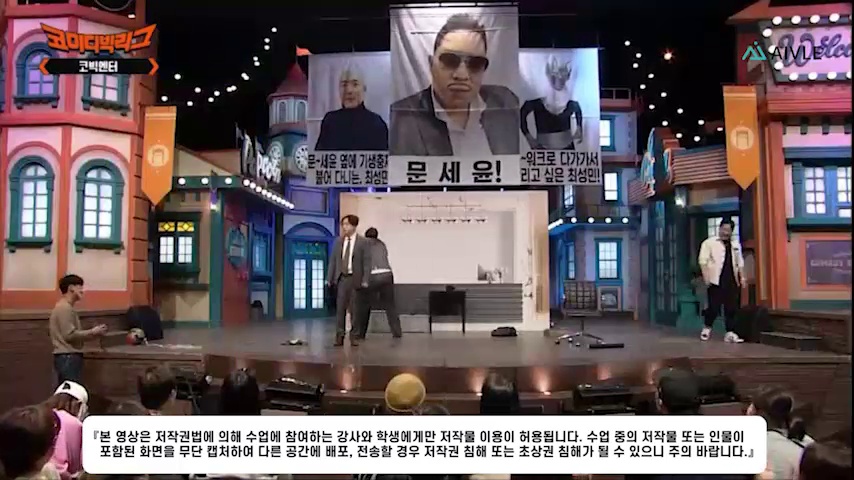 코미디빅리그
코빅엔터
AIVLE
Welco
문-세윤 옆에 기생충처
붙어 다니는, 최성민
문세윤!
-워크로 다가가서
리고 싶은 최성민!
『본 영상은 저작권법에 의해 수업에 참여하는 강사와 학생에게만 저작물 이용이 허용됩니다. 수업 중의 저작물 또는 인물이
포함된 화면을 무단 캡처하여 다른 공간에 배포, 전송할 경우 저작권 침해 또는 초상권 침해가 될 수 있으니 주의 바랍니다.』